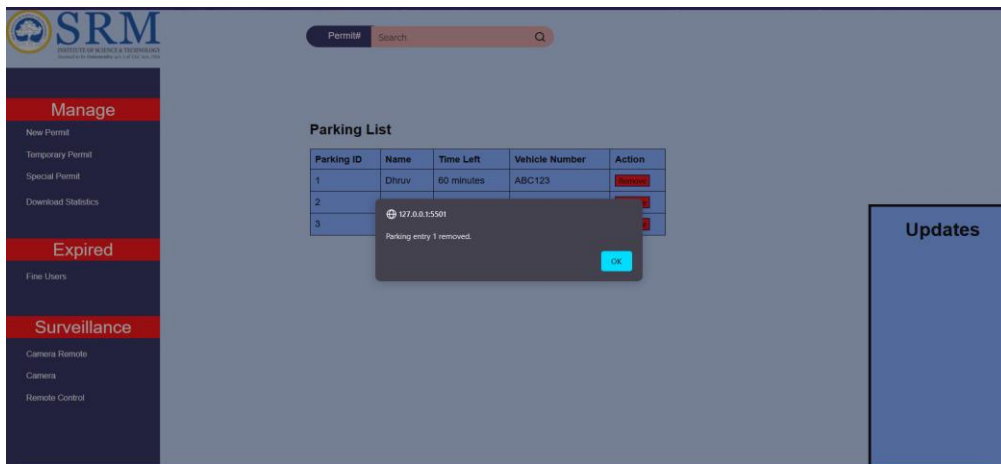 SRM
INSTITUTE OF SCIENCE & TECHNOLOGY
Permit# Search
Manage
New Permit
Temporary Permit
Special Permit
Download Statistics
Expired
Fine Users
Surveillance
Camera Remote
Camera
Remote Control
Parking List
Parking ID Name Time Left Vehicle Number Action
1 Dhruv 60 minutes ABC123 Remove
2
3
127.0.0.1:5501
Parking entry 1 removed.
OK
Updates